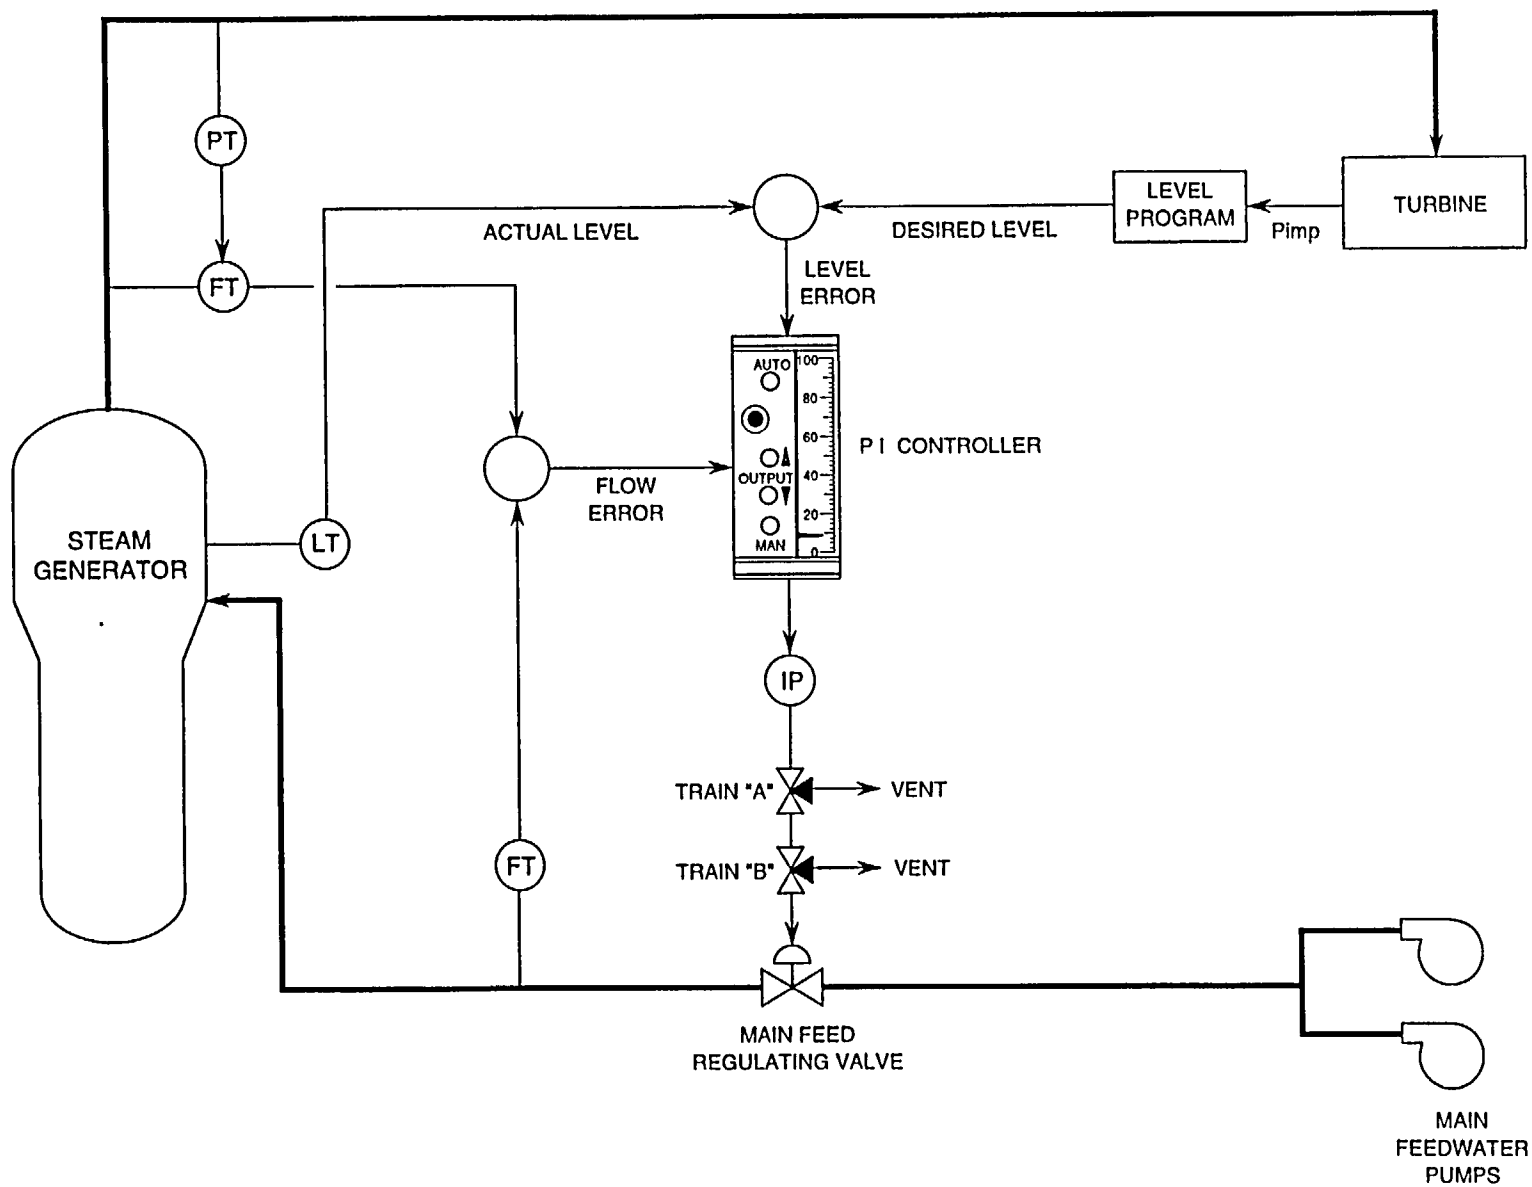 PT
LEVEL
PROGRAM
TURBINE
Pimp
ACTUAL LEVEL
DESIRED LEVEL
FT
LEVEL
ERROR
AUTO
100
80
60
40
20
0
OUTPUT
MAN
P I CONTROLLER
FLOW
ERROR
STEAM
GENERATOR
LT
IP
TRAIN "A"
VENT
TRAIN "B"
VENT
FT
MAIN FEED
REGULATING VALVE
MAIN
FEEDWATER
PUMPS